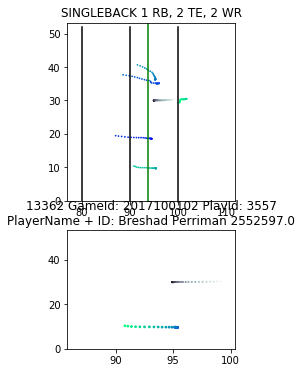 SINGLEBACK 1 RB, 2 TE, 2 WR
50
40
30
20
10
0
80 90 100 110
13362 GameId: 2017100102 PlayId: 3557
PlayerName + ID: Breshad Perriman 2552597.0
40
20
0
90 95 100